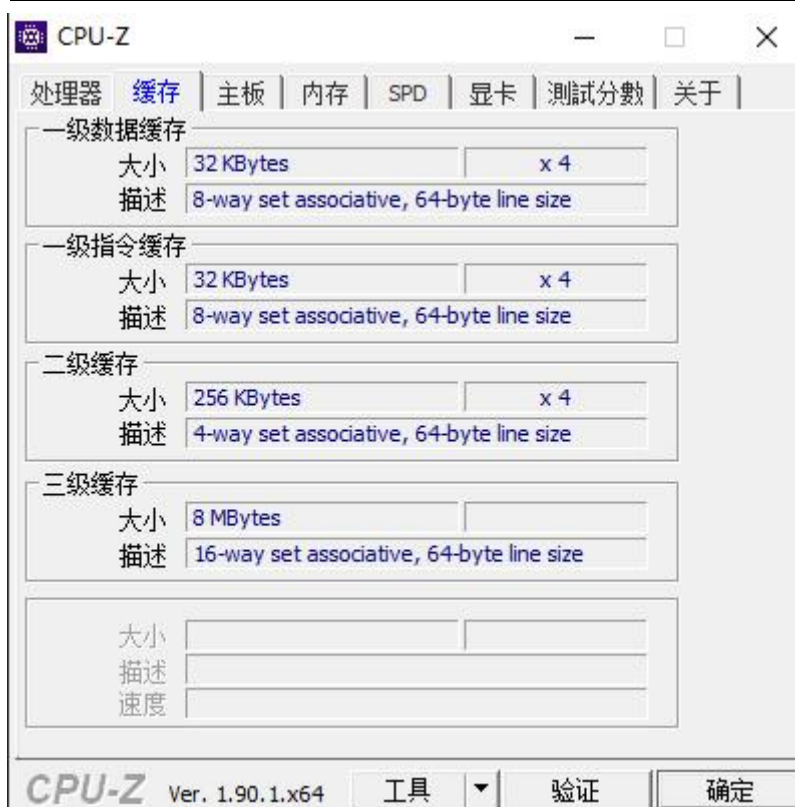 CPU-Z
处理器 缓存 主板 内存 SPD 显卡 測試分數 关于
一级数据缓存
大小 32 KBytes x 4
描述 8-way set associative, 64-byte line size
一级指令缓存
大小 32 KBytes x 4
描述 8-way set associative, 64-byte line size
二级缓存
大小 256 KBytes x 4
描述 4-way set associative, 64-byte line size
三级缓存
大小 8 MBytes
描述 16-way set associative, 64-byte line size
大小
描述
速度
CPU-Z Ver. 1.90.1.x64 工具 验证 确定